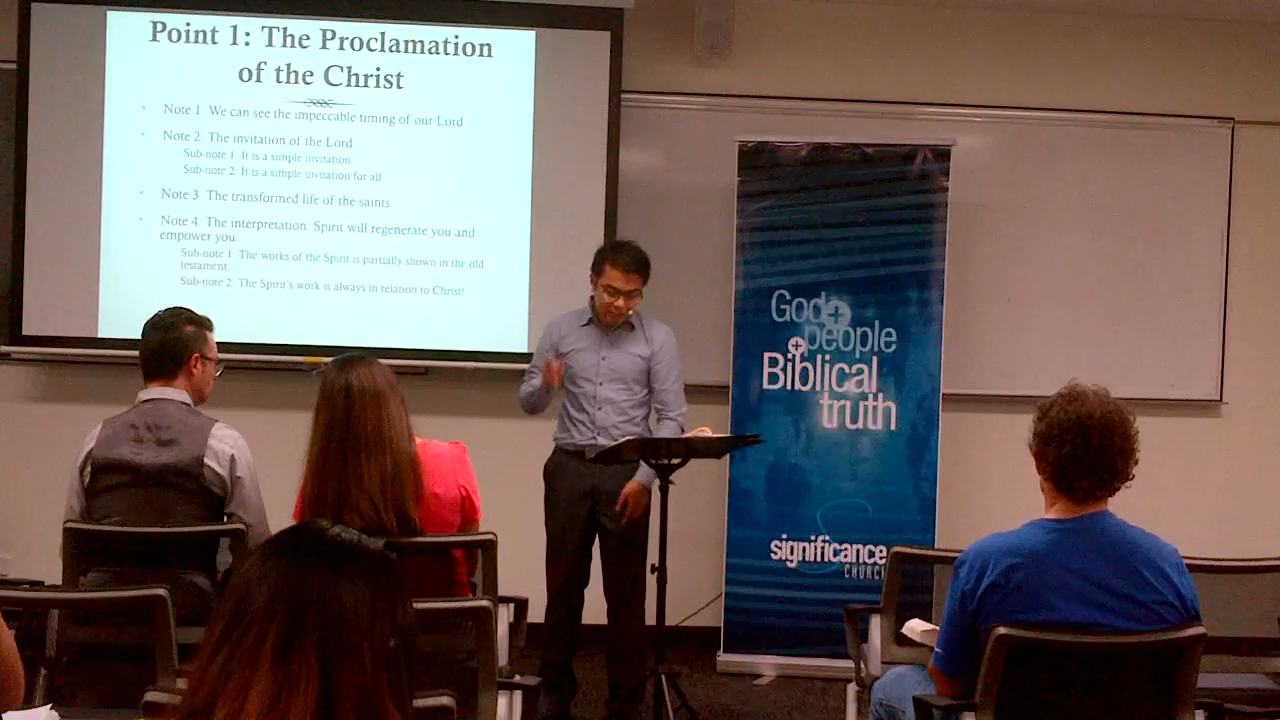 Point 1: The Proclamation
of the Christ
Note 1 We can see the impeccable timing of our Lord
Note 2 The invitation of the Lord
Sub-note 1 It is a simple invitation
Sub-note 2 It is a simple invitation for all
Note 3 The transformed life of the saints
Note 4 The interpretation Spirit will regenerate you and
empower you
Sub-note 1 The works of the Spirit is partially shown in the old
testament.
Sub-note 2 The Spirit's work is always in relation to Christ!
God+
+people
Biblical
truth
significance
CHURCH